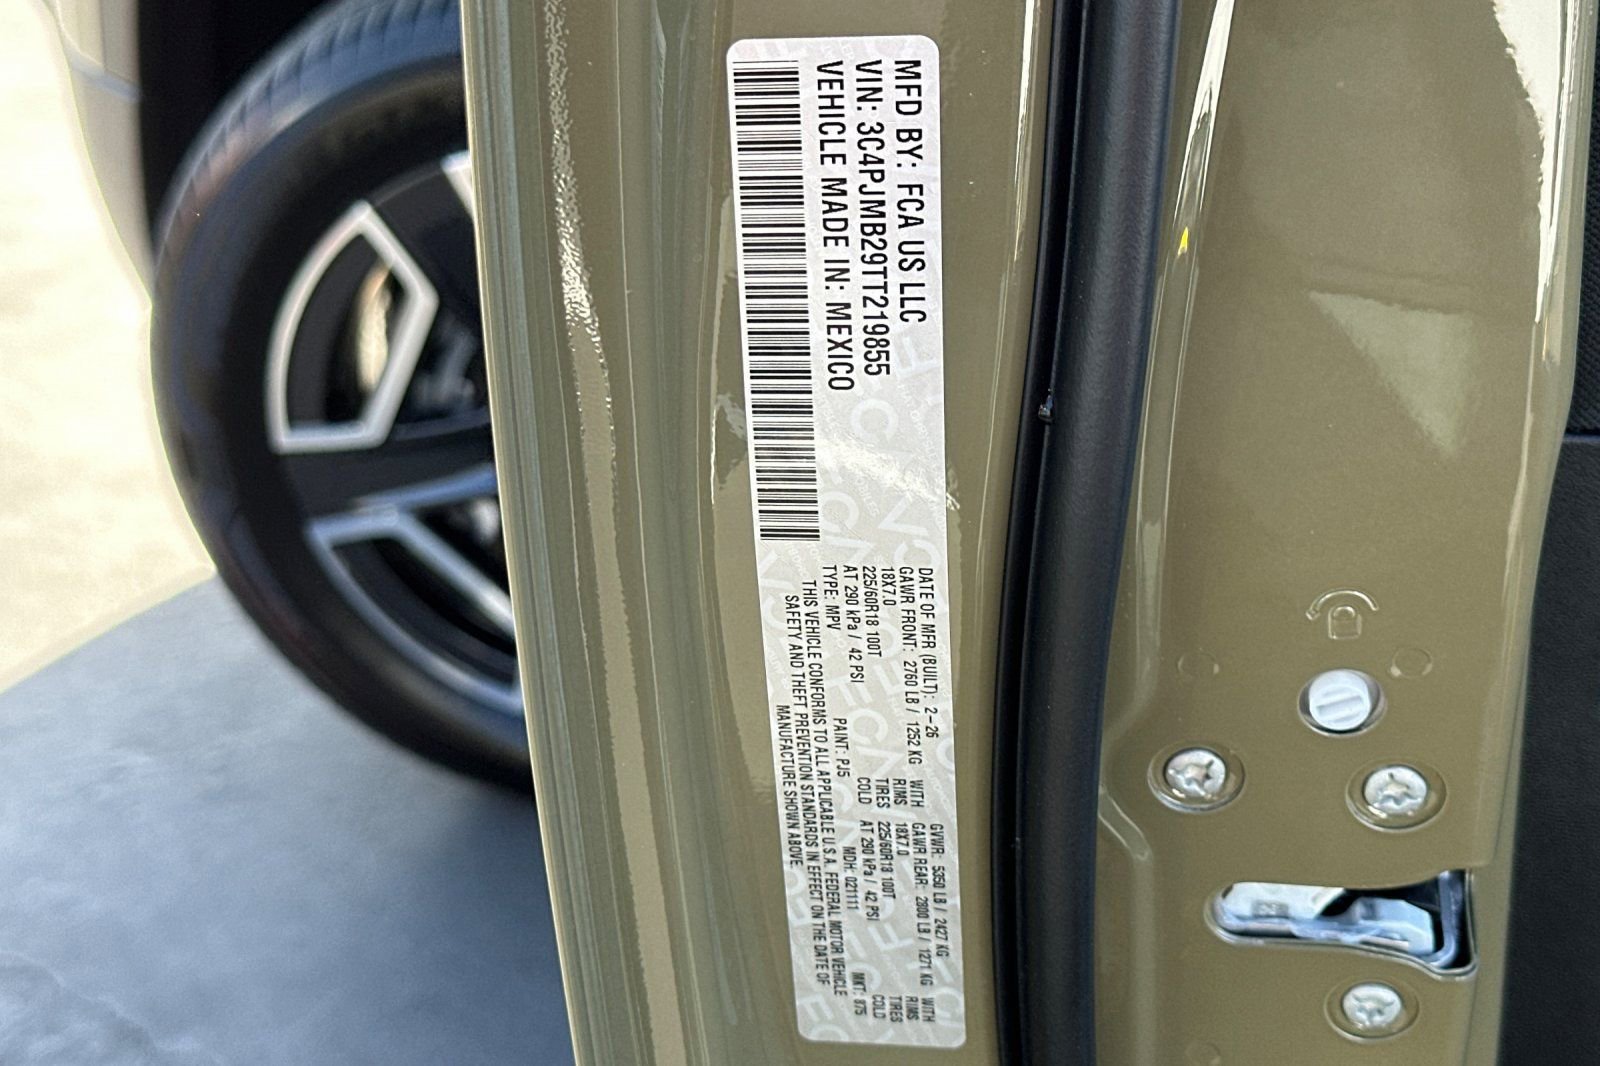 MFD BY: FCA US LLC
VIN: 3C4PJMB29TT219855
VEHICLE MADE IN: MEXICO
DATE OF MFR (BUILT): 2-26 GVWR: 5350 LB / 2427 KG
GAWR FRONT: 2760 LB / 1252 KG WITH GAWR REAR: 2800 LB / 1271 KG WITH
18X7.0 RIMS 18X7.0 RIMS
225/60R18 100T TIRES 225/60R18 100T TIRES
AT 290 kPa / 42 PSI COLD AT 290 kPa / 42 PSI COLD
TYPE: MPV PAINT: PJ5 MDH: 021111 MKT: 875
THIS VEHICLE CONFORMS TO ALL APPLICABLE U.S.A. FEDERAL MOTOR VEHICLE
SAFETY AND THEFT PREVENTION STANDARDS IN EFFECT ON THE DATE OF
MANUFACTURE SHOWN ABOVE.